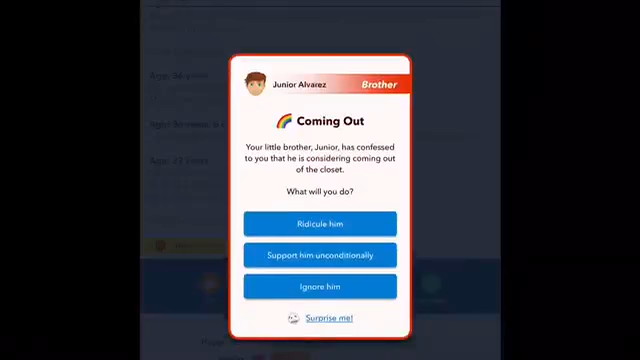 Junior Alvarez
Brother
Coming Out
Your little brother, Junior, has confessed
to you that he is considering coming out
of the closet.
What will you do?
Ridicule him
Support him unconditionally
Ignore him
Surprise me!